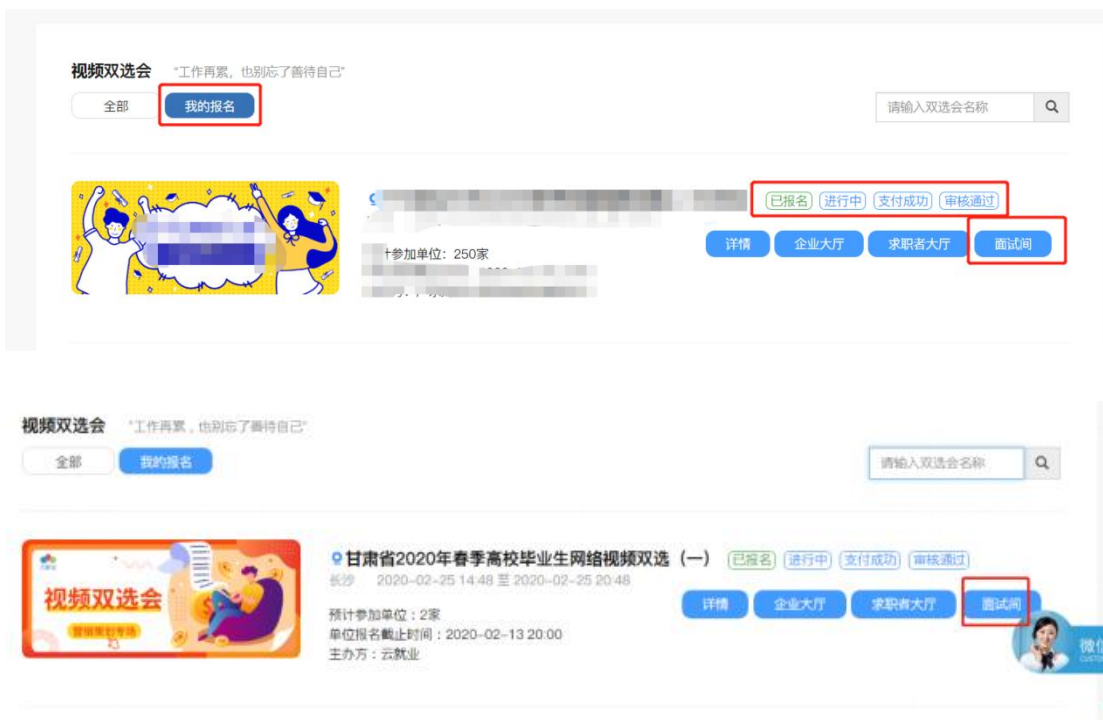 视频双选会 “工作再累，也别忘了善待自己”
全部 我的报名 请输入双选会名称
已报名 进行中 支付成功 审核通过
详情 企业大厅 求职者大厅 面试间
计参加单位：250家
视频双选会 “工作再累，也别忘了善待自己”
全部 我的报名 请输入双选会名称
甘肃省2020年春季高校毕业生网络视频双选（一） 已报名 进行中 支付成功 审核通过
长沙 2020-02-25 14:48 至 2020-02-25 20:48
详情 企业大厅 求职者大厅 面试间
预计参加单位：2家
单位报名截止时间：2020-02-13 20:00
主办方：云就业
视频双选会
营销策划专场
微信